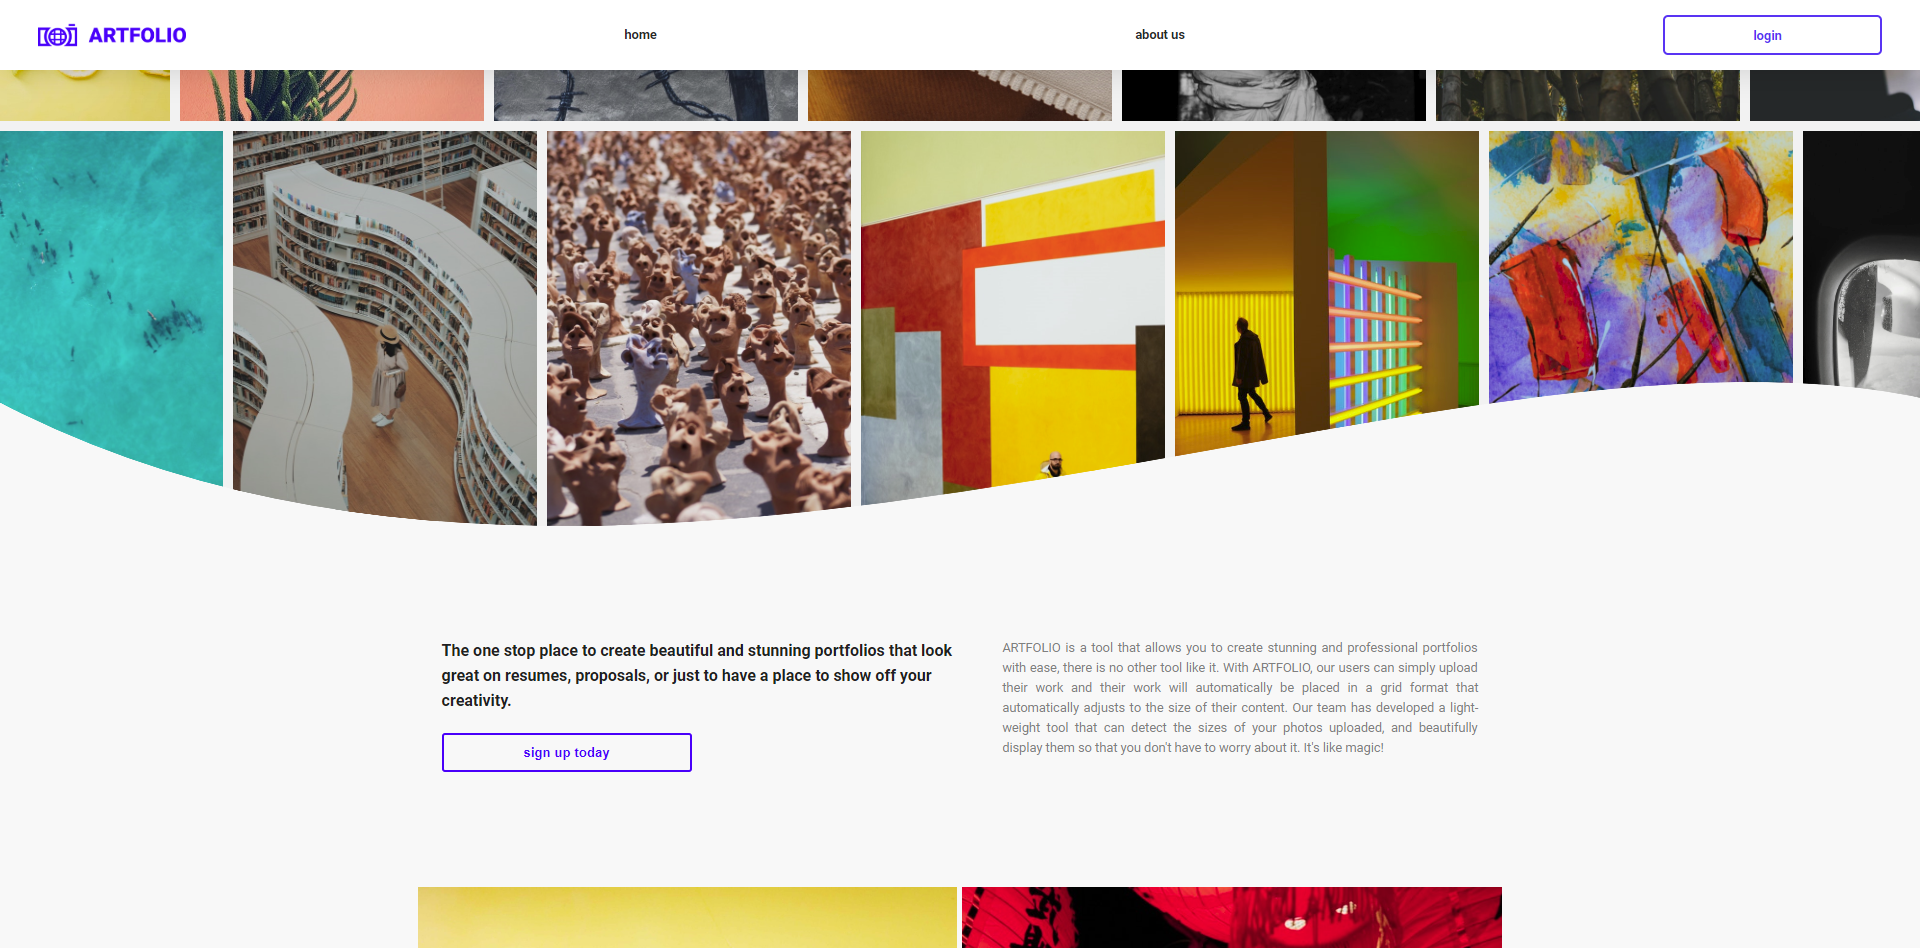 ARTFOLIO
home
about us
login
The one stop place to create beautiful and stunning portfolios that look
great on resumes, proposals, or just to have a place to show off your
creativity.
sign up today
ARTFOLIO is a tool that allows you to create stunning and professional portfolios
with ease, there is no other tool like it. With ARTFOLIO, our users can simply upload
their work and their work will automatically be placed in a grid format that
automatically adjusts to the size of their content. Our team has developed a light-
weight tool that can detect the sizes of your photos uploaded, and beautifully
display them so that you don't have to worry about it. It's like magic!